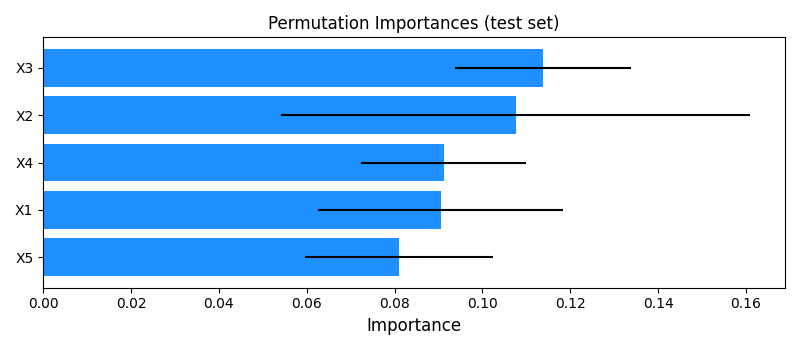 Permutation Importances (test set)
X3
X2
X4
X1
X5
0.00 0.02 0.04 0.06 0.08 0.10 0.12 0.14 0.16
Importance